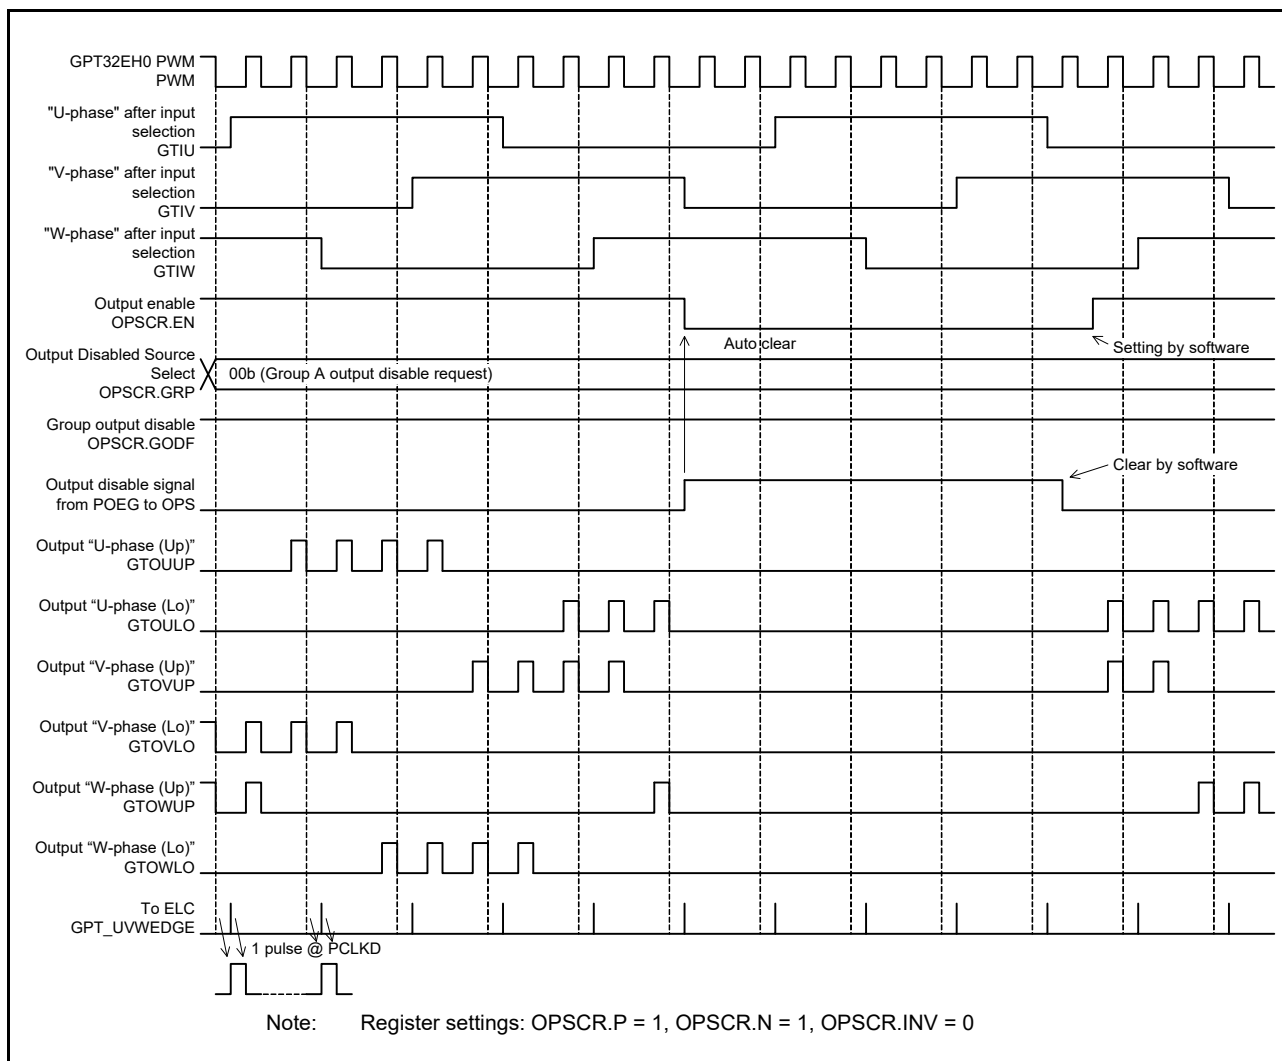 GPT32EH0 PWM
PWM
"U-phase" after input
selection
GTIU
"V-phase" after input
selection
GTIV
"W-phase" after input
selection
GTIW
Output enable
OPSCR.EN
Auto clear
Setting by software
Output Disabled Source
Select
OPSCR.GRP
00b (Group A output disable request)
Group output disable
OPSCR.GODF
Clear by software
Output disable signal
from POEG to OPS
Output “U-phase (Up)”
GTOUUP
Output “U-phase (Lo)”
GTOULO
Output “V-phase (Up)”
GTOVUP
Output “V-phase (Lo)”
GTOVLO
Output “W-phase (Up)”
GTOWUP
Output “W-phase (Lo)”
GTOWLO
To ELC
GPT_UVWEDGE
1 pulse @ PCLKD
Note: Register settings: OPSCR.P = 1, OPSCR.N = 1, OPSCR.INV = 0